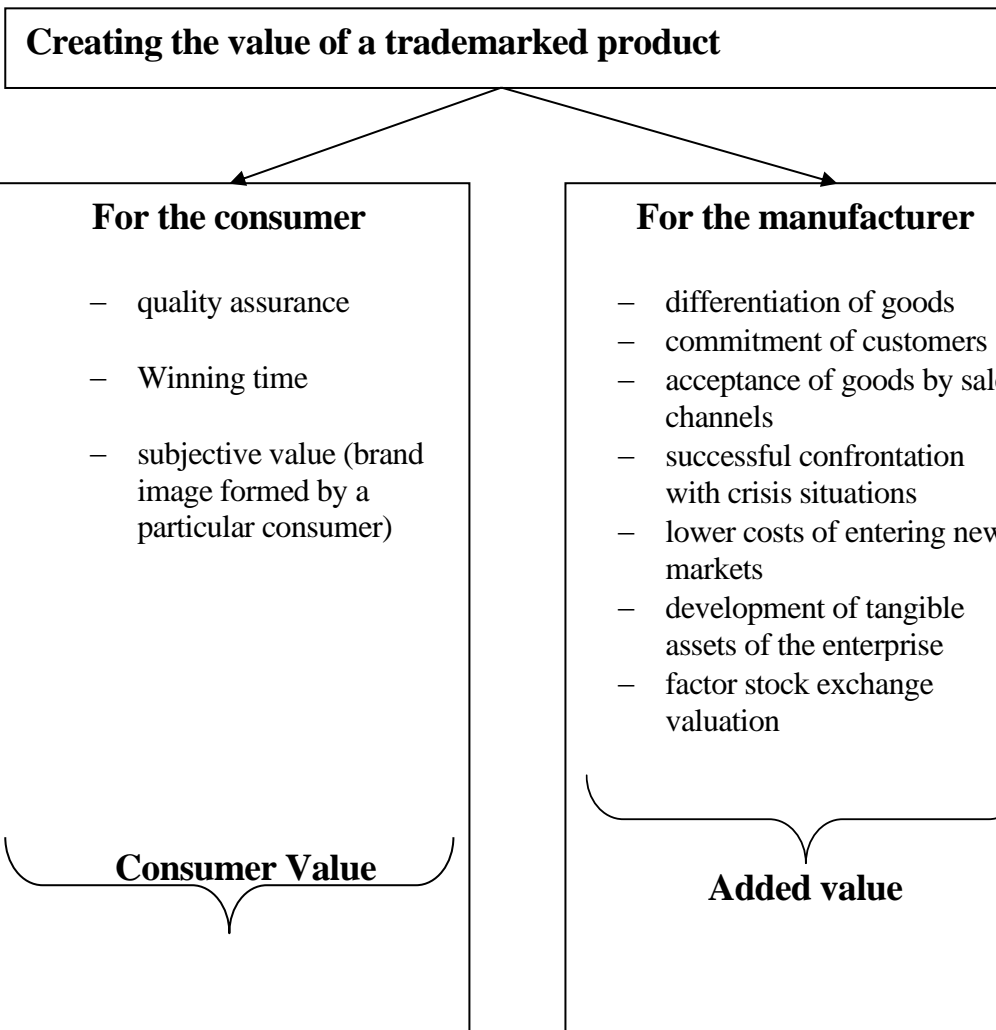 Creating the value of a trademarked product
For the consumer
– quality assurance
– Winning time
– subjective value (brand
image formed by a
particular consumer)
Consumer Value
For the manufacturer
– differentiation of goods
– commitment of customers
– acceptance of goods by
channels
– successful confrontation
with crisis situations
– lower costs of entering
markets
– development of tangible
assets of the enterprise
– factor stock exchange
valuation
Added value